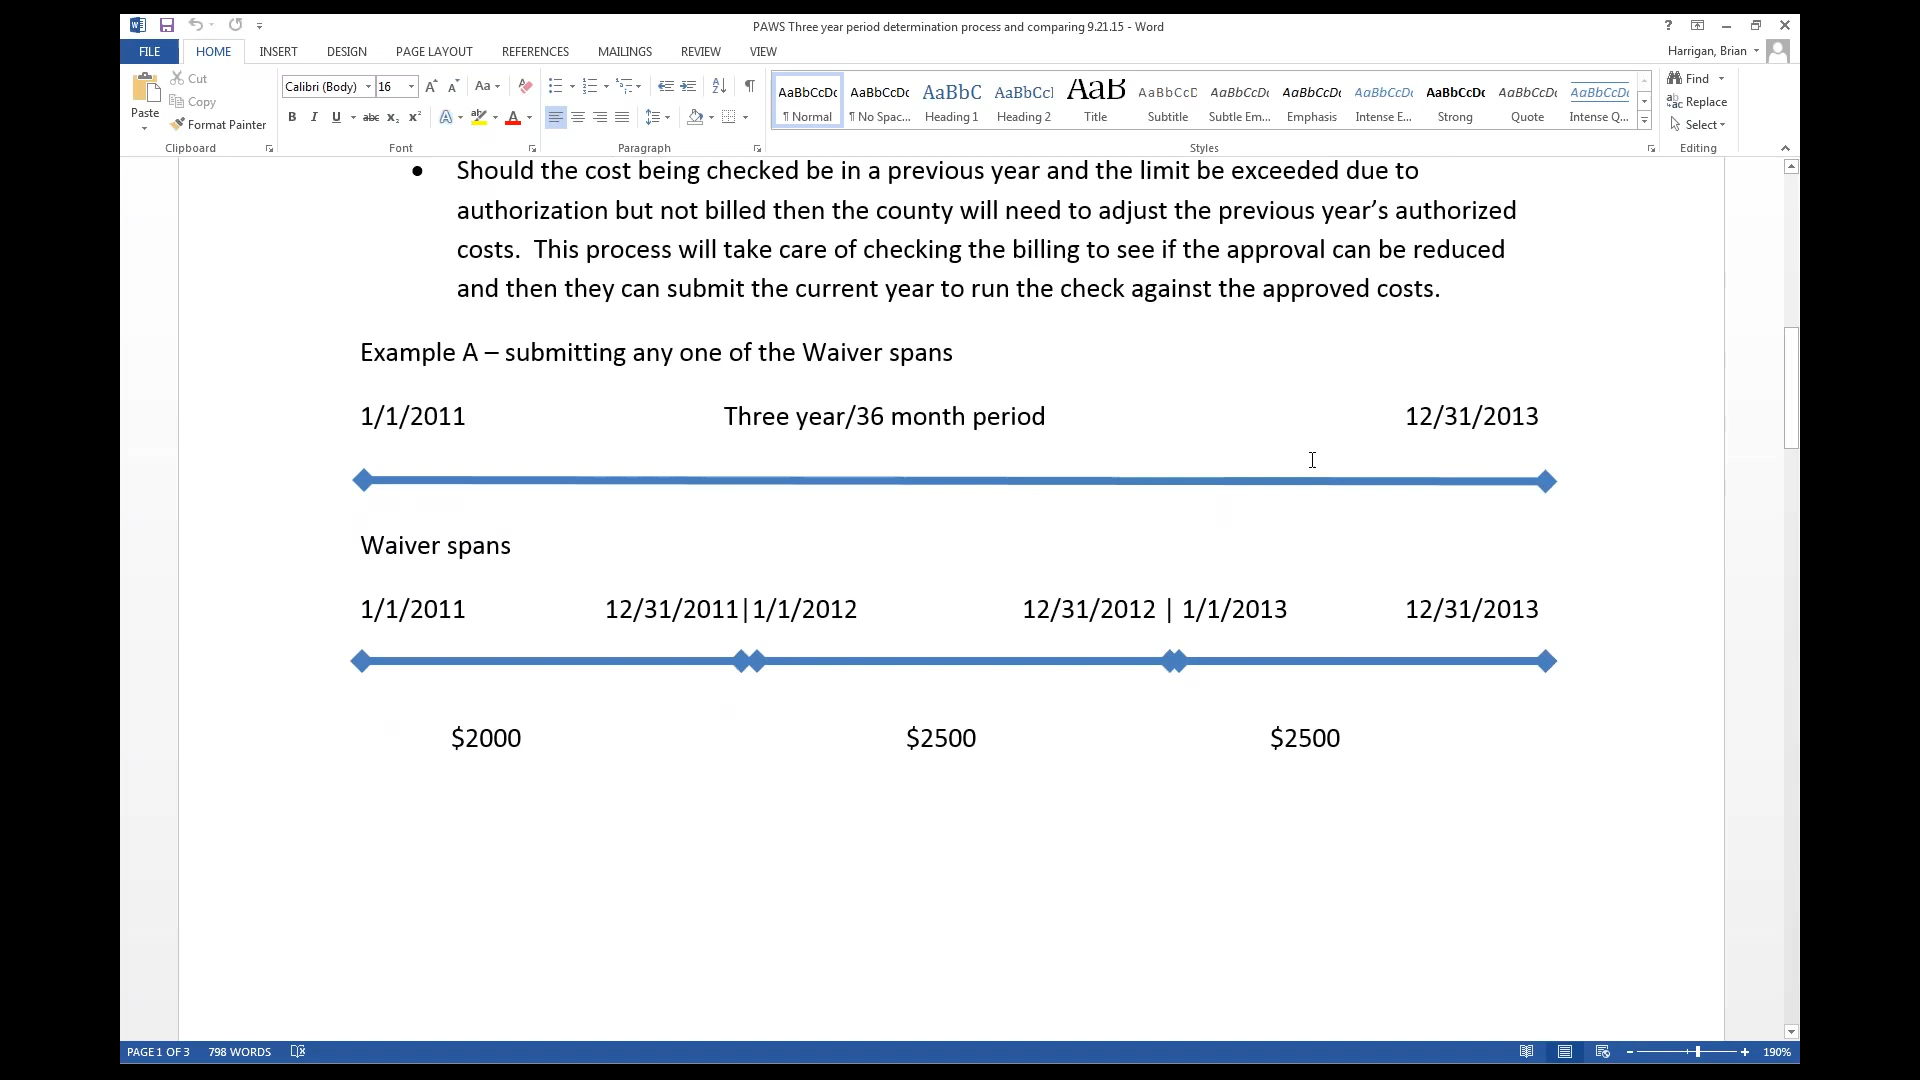 PAWS Three year period determination process and comparing 9.21.15 - Word
?
FILE HOME INSERT DESIGN PAGE LAYOUT REFERENCES MAILINGS REVIEW VIEW
Harrigan, Brian
Paste
Cut
Copy
Format Painter
Clipboard
Calibri (Body) 16 A A Aa
B I U abc x₂ x² A A
Font
Paragraph
AaBbCcDc AaBbCcDc AaBbC AaBbCcI AaB AaBbCcD AaBbCcDc AaBbCcDc AaBbCcDc AaBbCcDc AaBbCcDc AaBbCcDc
¶ Normal ¶ No Spac... Heading 1 Heading 2 Title Subtitle Subtle Em... Emphasis Intense E... Strong Quote Intense Q...
Styles
Find
Replace
Select
Editing
• Should the cost being checked be in a previous year and the limit be exceeded due to
authorization but not billed then the county will need to adjust the previous year’s authorized
costs.  This process will take care of checking the billing to see if the approval can be reduced
and then they can submit the current year to run the check against the approved costs.
Example A – submitting any one of the Waiver spans
1/1/2011 Three year/36 month period 12/31/2013
Waiver spans
1/1/2011 12/31/2011|1/1/2012 12/31/2012 | 1/1/2013 12/31/2013
$2000 $2500 $2500
PAGE 1 OF 3 798 WORDS 190%